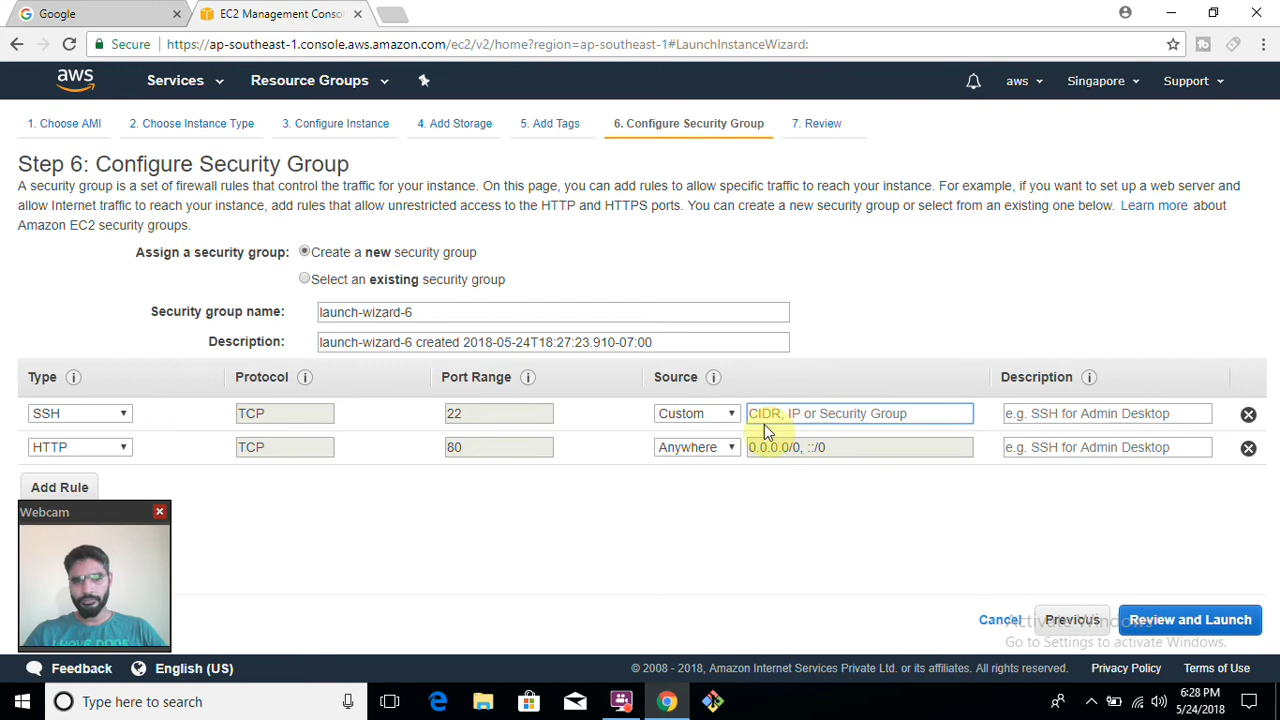 Google
EC2 Management Consol
Secure
https://ap-southeast-1.console.aws.amazon.com/ec2/v2/home?region=ap-southeast-1#LaunchInstanceWizard:
aws
Services
Resource Groups
aws
Singapore
Support
1. Choose AMI
2. Choose Instance Type
3. Configure Instance
4. Add Storage
5. Add Tags
6. Configure Security Group
7. Review
Step 6: Configure Security Group
A security group is a set of firewall rules that control the traffic for your instance. On this page, you can add rules to allow specific traffic to reach your instance. For example, if you want to set up a web server and
allow Internet traffic to reach your instance, add rules that allow unrestricted access to the HTTP and HTTPS ports. You can create a new security group or select from an existing one below. Learn more about
Amazon EC2 security groups.
Assign a security group:
Create a new security group
Select an existing security group
Security group name:
launch-wizard-6
Description:
launch-wizard-6 created 2018-05-24T18:27:23.910-07:00
Type
Protocol
Port Range
Source
Description
SSH
TCP
22
Custom
CIDR, IP or Security Group
e.g. SSH for Admin Desktop
HTTP
TCP
80
Anywhere
0.0.0.0/0, ::/0
e.g. SSH for Admin Desktop
Add Rule
Webcam
Cancel
Previous
Review and Launch
Activate Windows
Go to Settings to activate Windows.
Feedback
English (US)
© 2008 - 2018, Amazon Internet Services Private Ltd. or its affiliates. All rights reserved.
Privacy Policy
Terms of Use
Type here to search
6:28 PM
5/24/2018